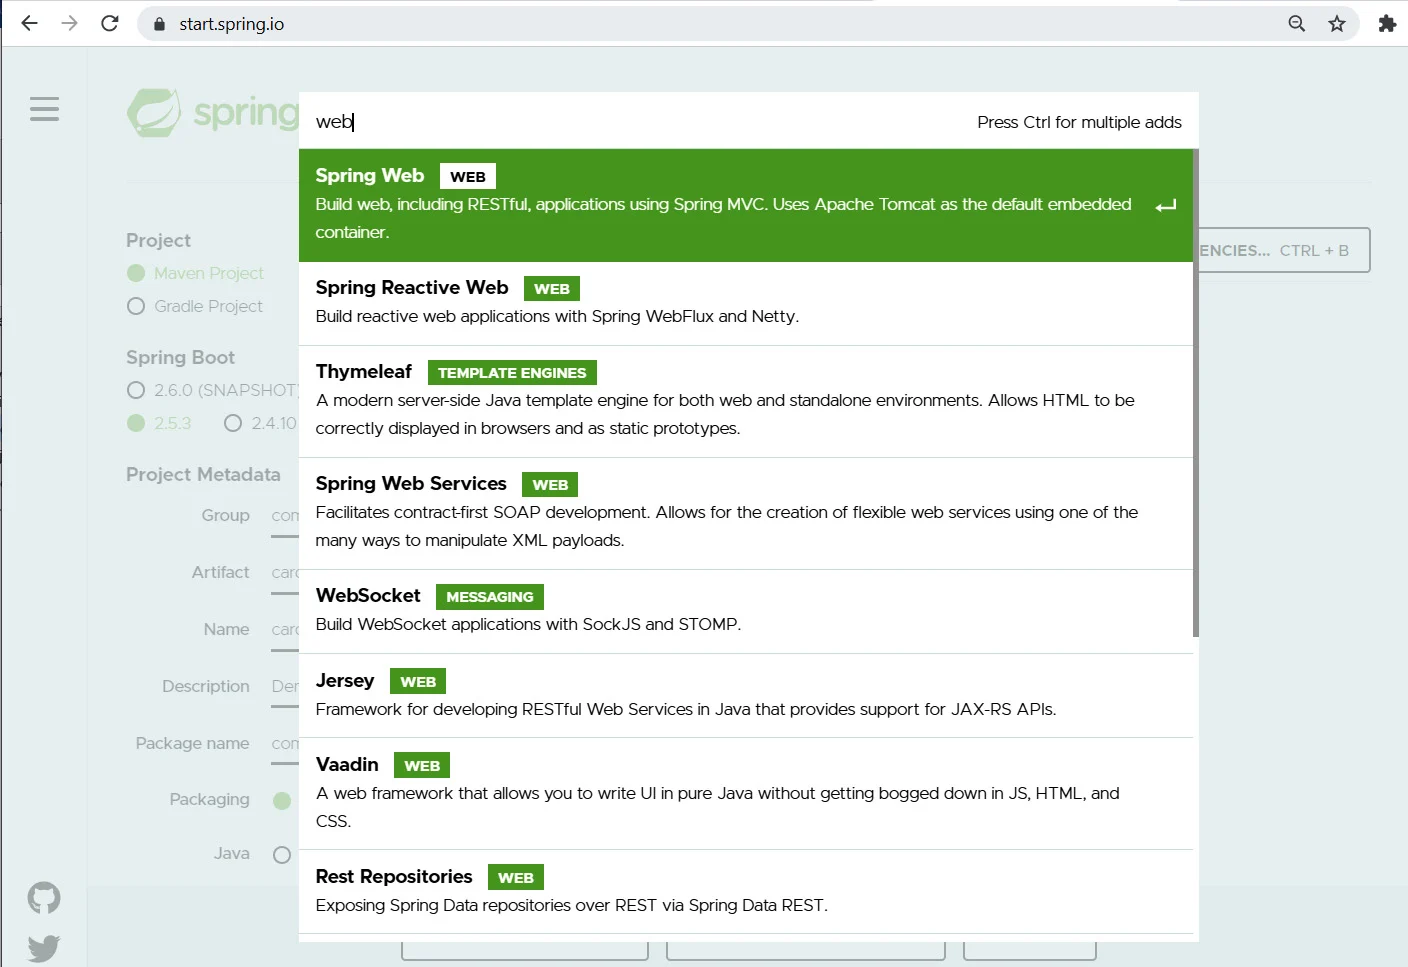 start.spring.io
spring
web
Press Ctrl for multiple adds
Spring Web WEB
Build web, including RESTful, applications using Spring MVC. Uses Apache Tomcat as the default embedded
container.
ENCIES... CTRL + B
Spring Reactive Web WEB
Build reactive web applications with Spring WebFlux and Netty.
Thymeleaf TEMPLATE ENGINES
A modern server-side Java template engine for both web and standalone environments. Allows HTML to be
correctly displayed in browsers and as static prototypes.
Spring Web Services WEB
Facilitates contract-first SOAP development. Allows for the creation of flexible web services using one of the
many ways to manipulate XML payloads.
WebSocket MESSAGING
Build WebSocket applications with SockJS and STOMP.
Jersey WEB
Framework for developing RESTful Web Services in Java that provides support for JAX-RS APIs.
Vaadin WEB
A web framework that allows you to write UI in pure Java without getting bogged down in JS, HTML, and
CSS.
Rest Repositories WEB
Exposing Spring Data repositories over REST via Spring Data REST.
Project
Maven Project
Gradle Project
Spring Boot
2.6.0 (SNAPSHOT)
2.5.3 2.4.10
Project Metadata
Group com
Artifact card
Name card
Description Der
Package name com
Packaging
Java